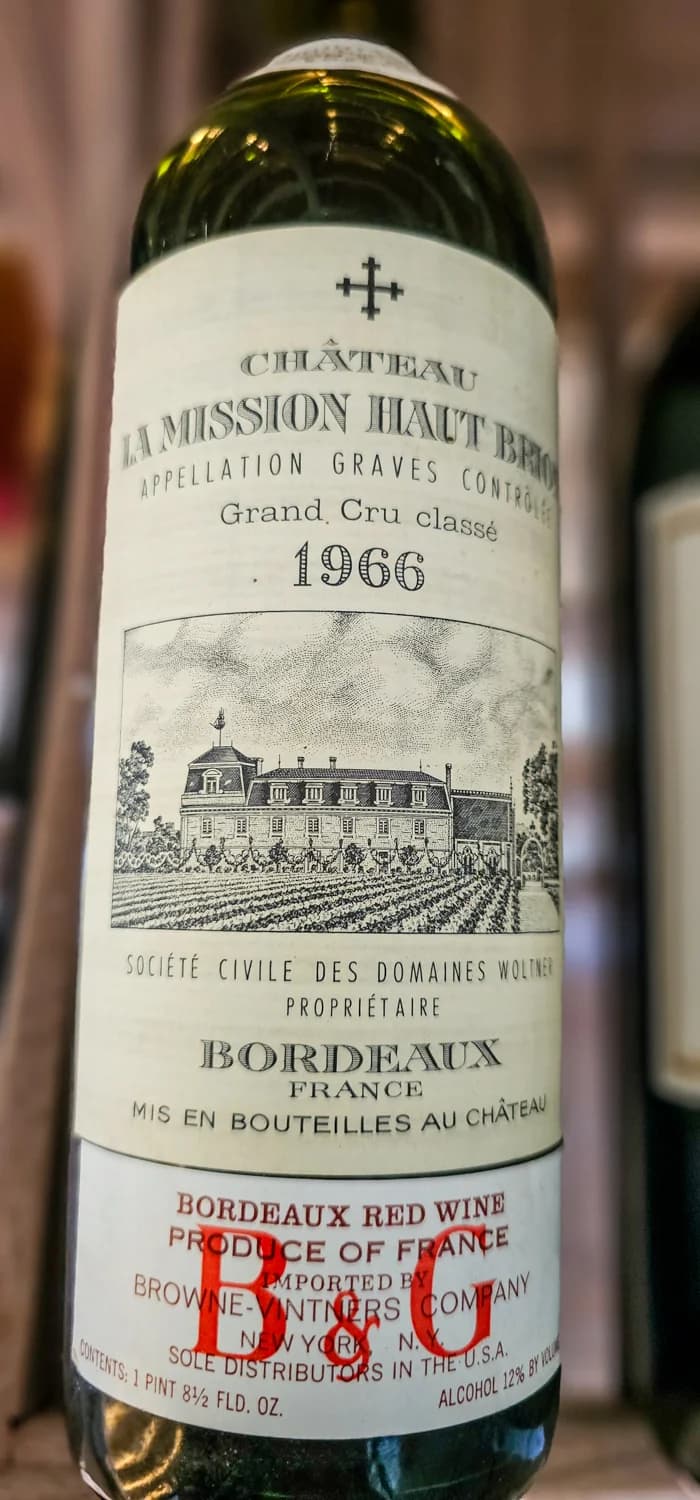 CHÂTEAU
LA MISSION HAUT BRIO
APPELLATION GRAVES CONTRÔLÉE
Grand Cru classé
1966
SOCIÉTÉ CIVILE DES DOMAINES WOLTNER
PROPRIÉTAIRE
BORDEAUX
FRANCE
MIS EN BOUTEILLES AU CHÂTEAU
BORDEAUX RED WINE
PRODUCE OF FRANCE
IMPORTED BY
BROWNE-VINTNERS COMPANY
B & G
NEW YORK, N.Y.
SOLE DISTRIBUTORS IN THE U.S.A.
CONTENTS: 1 PINT 8½ FLD. OZ.
ALCOHOL 12% BY VOLUM